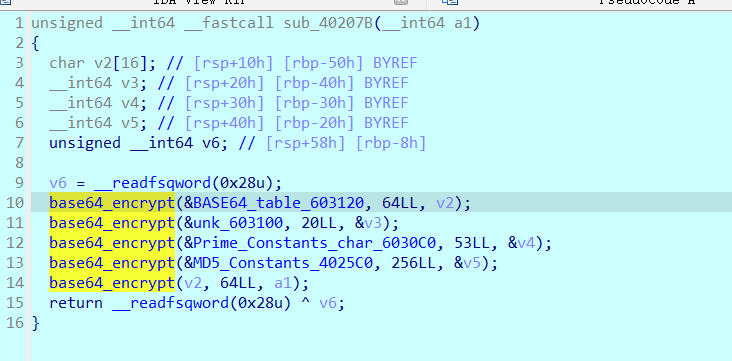 1 unsigned __int64 __fastcall sub_40207B(__int64 a1)
2 {
3 char v2[16]; // [rsp+10h] [rbp-50h] BYREF
4 __int64 v3; // [rsp+20h] [rbp-40h] BYREF
5 __int64 v4; // [rsp+30h] [rbp-30h] BYREF
6 __int64 v5; // [rsp+40h] [rbp-20h] BYREF
7 unsigned __int64 v6; // [rsp+58h] [rbp-8h]
8
9 v6 = __readfsqword(0x28u);
10 base64_encrypt(&BASE64_table_603120, 64LL, v2);
11 base64_encrypt(&unk_603100, 20LL, &v3);
12 base64_encrypt(&Prime_Constants_char_6030C0, 53LL, &v4);
13 base64_encrypt(&MD5_Constants_4025C0, 256LL, &v5);
14 base64_encrypt(v2, 64LL, a1);
15 return __readfsqword(0x28u) ^ v6;
16 }